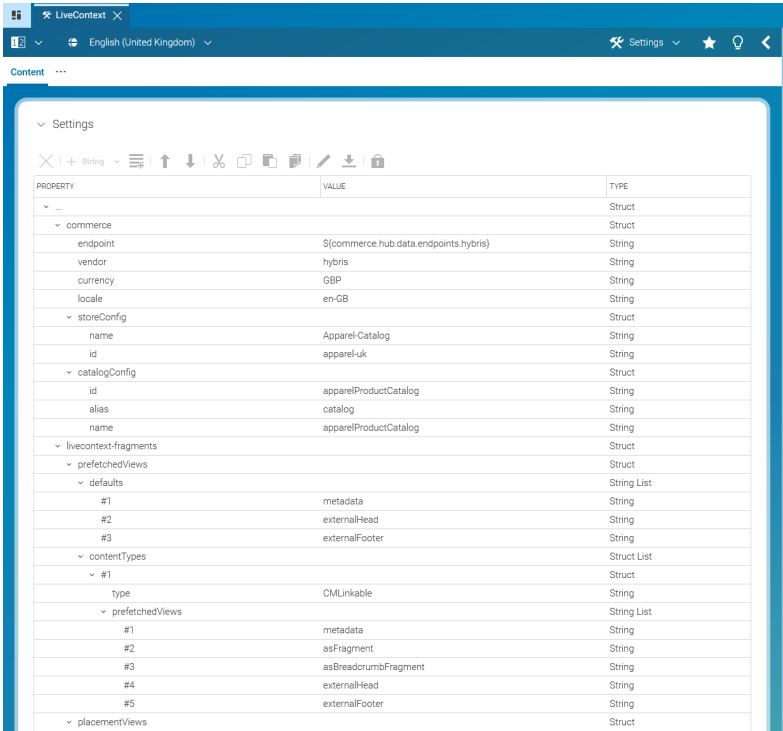 LiveContext
English (United Kingdom)
Settings
Content ...
Settings
String
PROPERTY VALUE TYPE
... Struct
commerce Struct
endpoint ${commerce.hub.data.endpoints.hybris} String
vendor hybris String
currency GBP String
locale en-GB String
storeConfig Struct
name Apparel-Catalog String
id apparel-uk String
catalogConfig Struct
id apparelProductCatalog String
alias catalog String
name apparelProductCatalog String
livecontext-fragments Struct
prefetchedViews Struct
defaults String List
#1 metadata String
#2 externalHead String
#3 externalFooter String
contentTypes Struct List
#1 Struct
type CMLinkable String
prefetchedViews String List
#1 metadata String
#2 asFragment String
#3 asBreadcrumbFragment String
#4 externalHead String
#5 externalFooter String
placementViews Struct